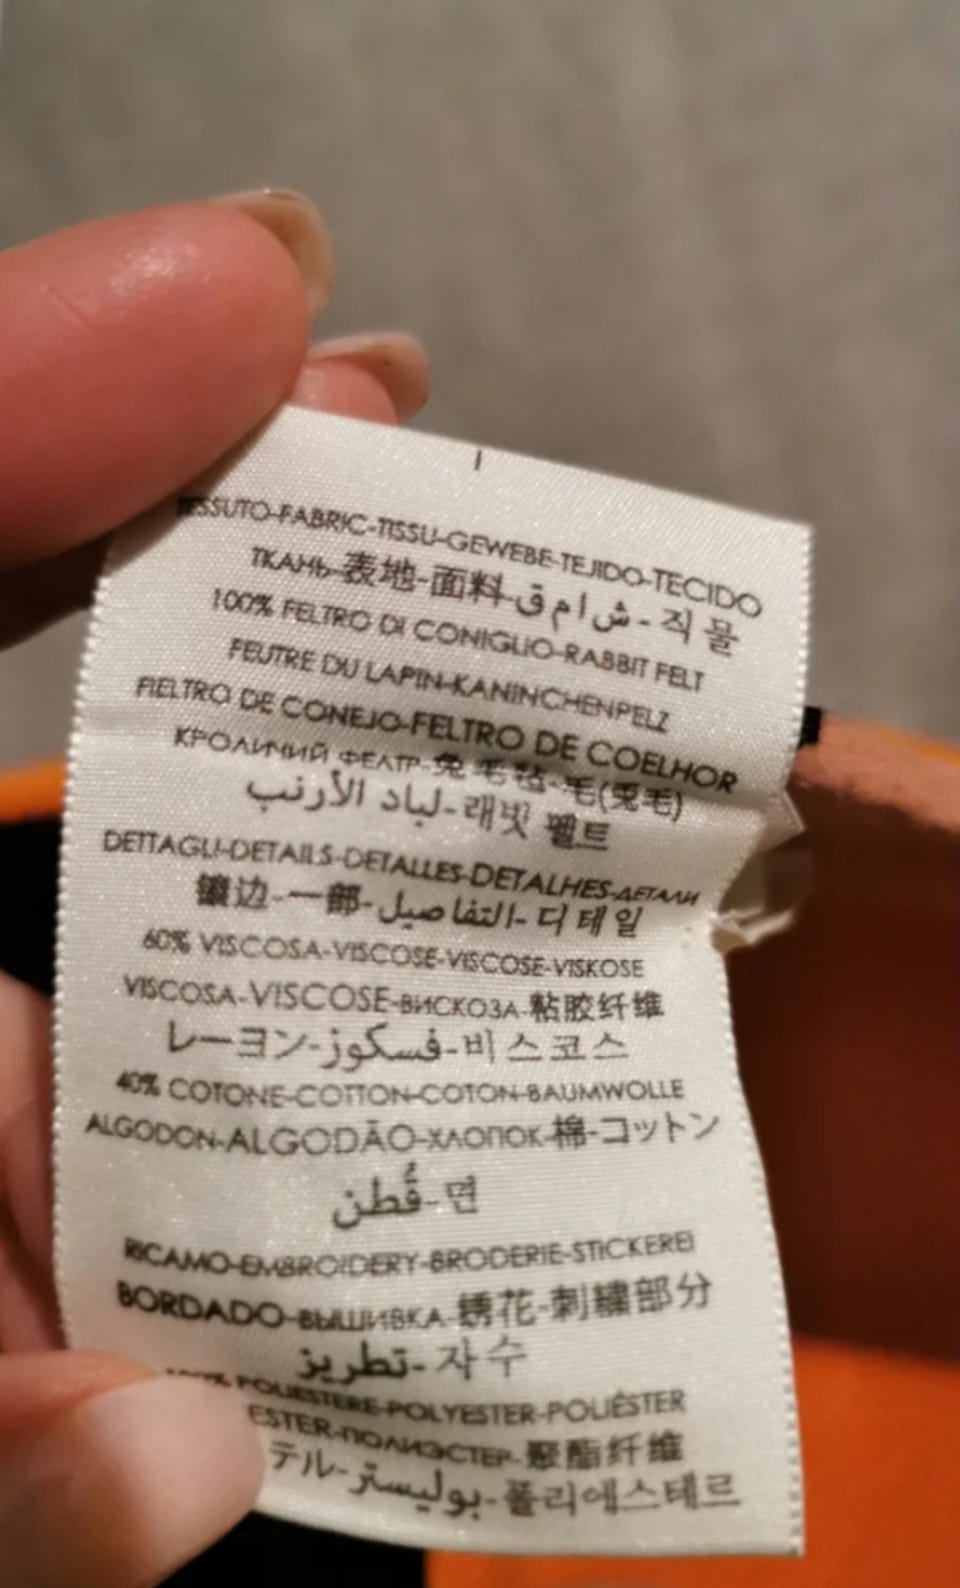 TESSUTO-FABRIC-TISSU-GEWEBE-TEJIDO-TECIDO
ТКАНЬ-表地-面料-ش ا م ق-직물
100% FELTRO DI CONIGLIO-RABBIT FELT
FEUTRE DU LAPIN-KANINCHENPELZ
FIELTRO DE CONEJO-FELTRO DE COELHOR
КРОЛИЧИЙ ФЕЛТР-兔毛毡-毛(兎毛)
لباد الأرنب-래빗 펠트
DETTAGLI-DETAILS-DETALLES-DETALHES-ДЕТАЛИ
镶边-一部-التفاصيل-디테일
60% VISCOSA-VISCOSE-VISCOSE-VISKOSE
VISCOSA-VISCOSE-ВИСКОЗА-粘胶纤维
レーヨン-فسكوز-비스코스
40% COTONE-COTTON-COTON-BAUMWOLLE
ALGODON-ALGODÃO-ХЛОПОК-棉-コットン
قُطن-면
RICAMO-EMBROIDERY-BRODERIE-STICKEREI
BORDADO-ВЫШИВКА-绣花-刺繍部分
تطريز-자수
100% POLIESTERE-POLYESTER-POLIÉSTER
ESTER-ПОЛИЭСТЕР-聚酯纤维
テル-بوليستر-폴리에스테르